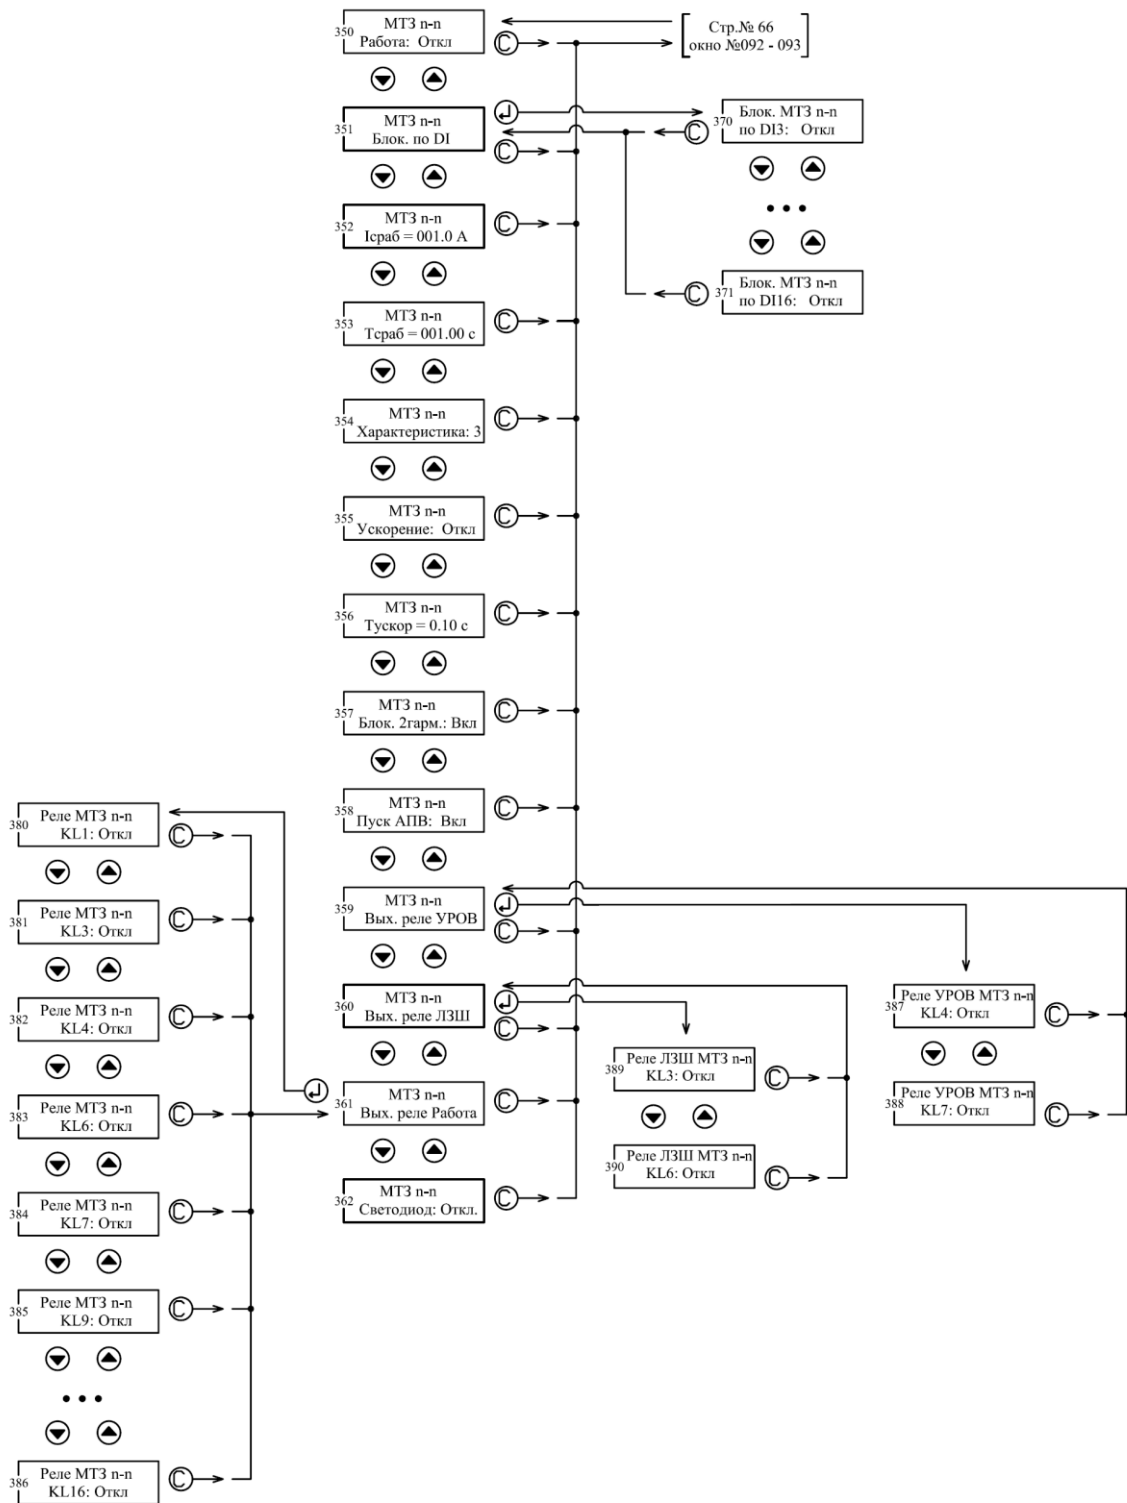 350
МТЗ n-n
Работа: Откл
Стр.№ 66
окно №092 - 093
351
МТЗ n-n
Блок. по DI
370
Блок. МТЗ n-n
по DI3: Откл
352
МТЗ n-n
Iсраб = 001.0 А
371
Блок. МТЗ n-n
по DI16: Откл
353
МТЗ n-n
Тсраб = 001.00 с
354
МТЗ n-n
Характеристика: 3
355
МТЗ n-n
Ускорение: Откл
356
МТЗ n-n
Тускор = 0.10 с
357
МТЗ n-n
Блок. 2гарм.: Вкл
358
МТЗ n-n
Пуск АПВ: Вкл
359
МТЗ n-n
Вых. реле УРОВ
360
МТЗ n-n
Вых. реле ЛЗШ
361
МТЗ n-n
Вых. реле Работа
362
МТЗ n-n
Светодиод: Откл.
380
Реле МТЗ n-n
KL1: Откл
381
Реле МТЗ n-n
KL3: Откл
382
Реле МТЗ n-n
KL4: Откл
383
Реле МТЗ n-n
KL6: Откл
384
Реле МТЗ n-n
KL7: Откл
385
Реле МТЗ n-n
KL9: Откл
386
Реле МТЗ n-n
KL16: Откл
387
Реле УРОВ МТЗ n-n
KL4: Откл
388
Реле УРОВ МТЗ n-n
KL7: Откл
389
Реле ЛЗШ МТЗ n-n
KL3: Откл
390
Реле ЛЗШ МТЗ n-n
KL6: Откл